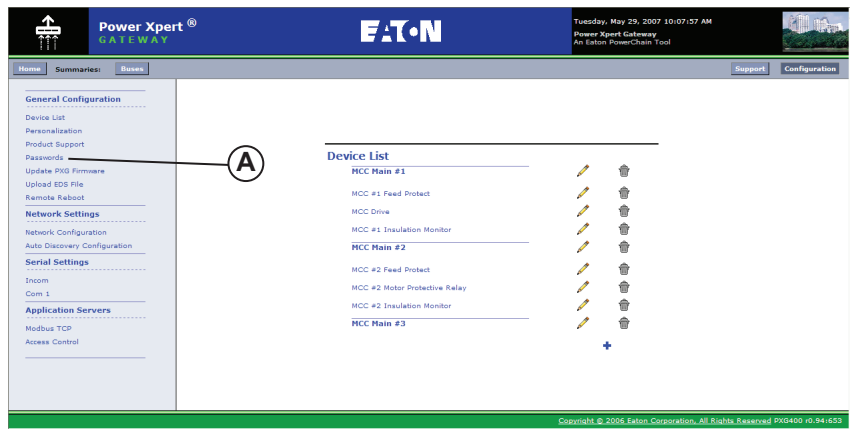 Power Xpert ®
GATEWAY
EATON
Tuesday, May 29, 2007 10:07:57 AM
Power Xpert Gateway
An Eaton PowerChain Tool
Home Summaries: Buses Support Configuration
General Configuration
Device List
Personalization
Product Support
Passwords
Update PXG Firmware
Upload EDS File
Remote Reboot
Network Settings
Network Configuration
Auto Discovery Configuration
Serial Settings
Incom
Com 1
Application Servers
Modbus TCP
Access Control
A
Device List
MCC Main #1
MCC #1 Feed Protect
MCC Drive
MCC #1 Insulation Monitor
MCC Main #2
MCC #2 Feed Protect
MCC #2 Motor Protective Relay
MCC #2 Insulation Monitor
MCC Main #3
Copyright © 2006 Eaton Corporation, All Rights Reserved PXG400 r0.94:653